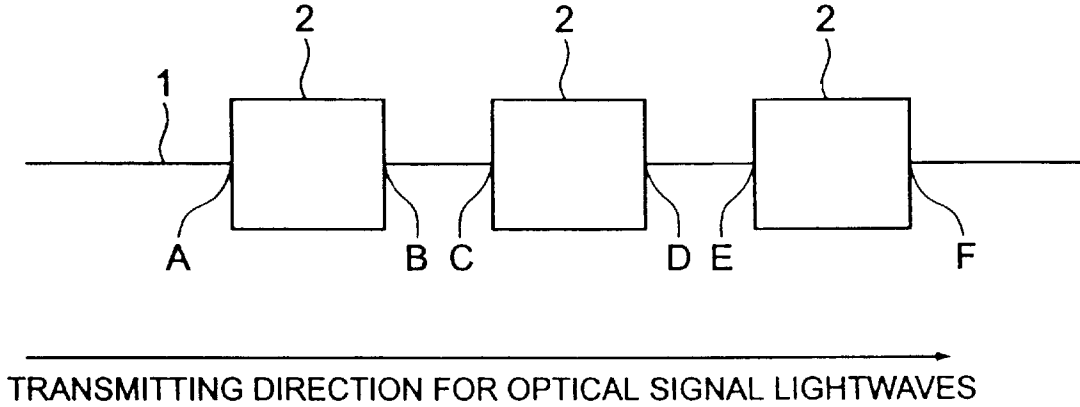 2 2 2
1
A B C D E F
TRANSMITTING DIRECTION FOR OPTICAL SIGNAL LIGHTWAVES